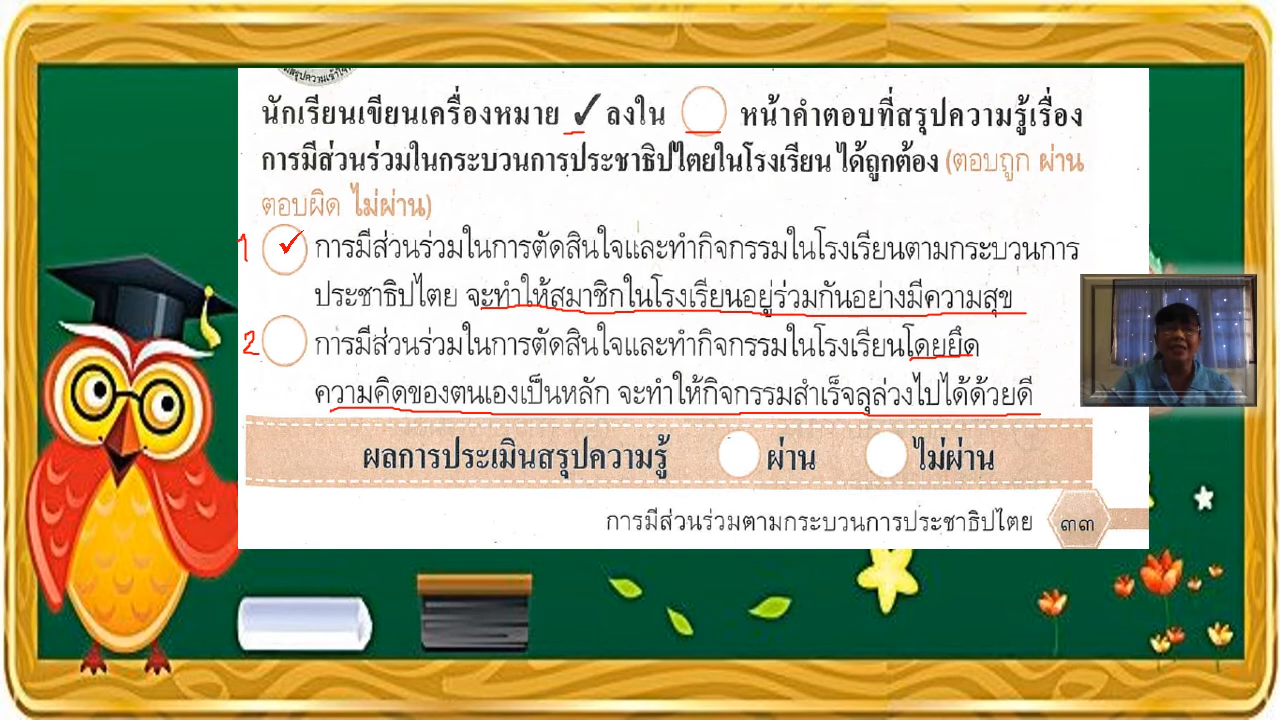 นักเรียนเขียนเครื่องหมาย ✓ ลงใน ◯ หน้าคำตอบที่สรุปความรู้เรื่อง
การมีส่วนร่วมในกระบวนการประชาธิปไตยในโรงเรียน ได้ถูกต้อง (ตอบถูก ผ่าน
ตอบผิด ไม่ผ่าน)
1 ✓ การมีส่วนร่วมในการตัดสินใจและทำกิจกรรมในโรงเรียนตามกระบวนการ
ประชาธิปไตย จะทำให้สมาชิกในโรงเรียนอยู่ร่วมกันอย่างมีความสุข
2 ◯ การมีส่วนร่วมในการตัดสินใจและทำกิจกรรมในโรงเรียนโดยยึด
ความคิดของตนเองเป็นหลัก จะทำให้กิจกรรมสำเร็จลุล่วงไปได้ด้วยดี
ผลการประเมินสรุปความรู้ ◯ ผ่าน ◯ ไม่ผ่าน
การมีส่วนร่วมตามกระบวนการประชาธิปไตย ๓๓